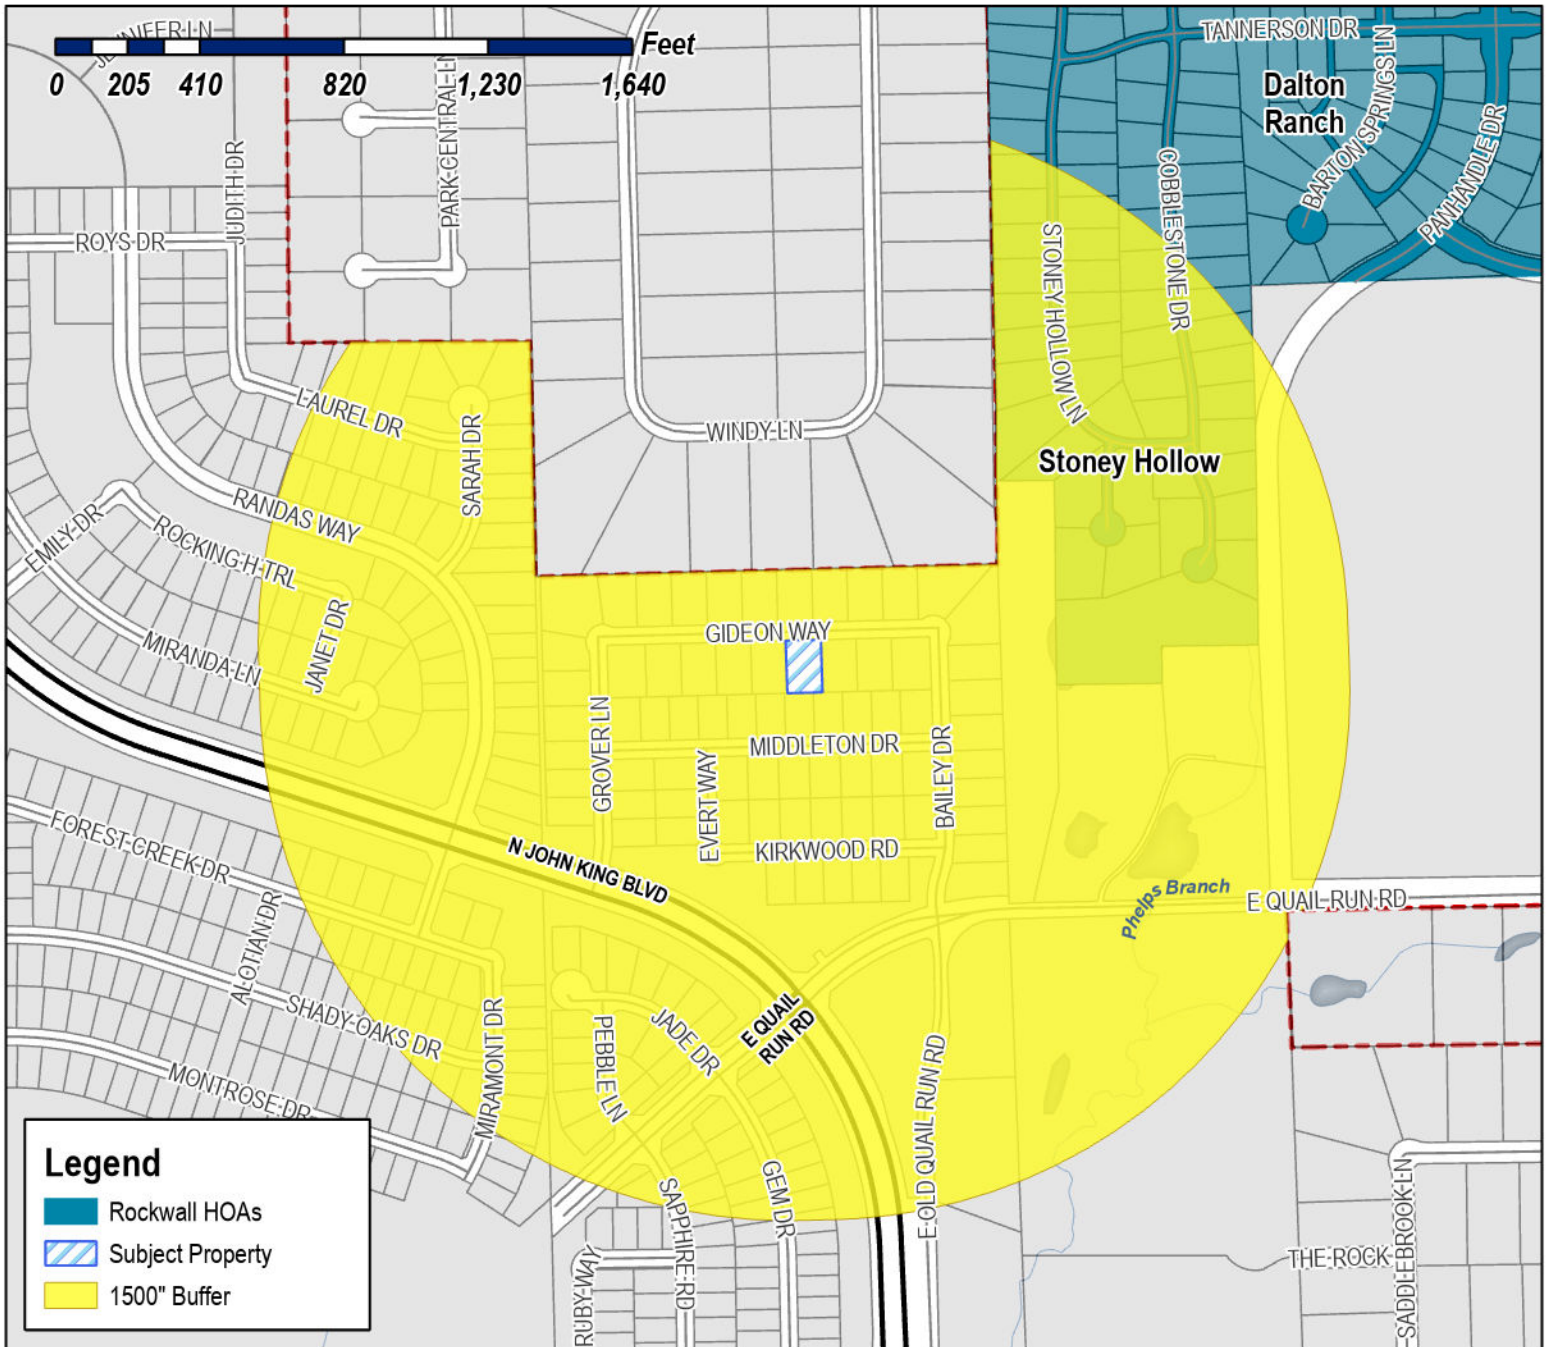 JENNIFER LN
Feet
0 205 410 820 1,230 1,640
TANNERSON DR
Dalton
Ranch
BARTON SPRINGS LN
PANHANDLE DR
COBBLESTONE DR
STONEY HOLLOW LN
PARK CENTRAL LN
JUDITH DR
ROYS DR
LAUREL DR
SARAH DR
WINDY LN
Stoney Hollow
RANDAS WAY
EMILY DR
ROCKING H TRL
JANET DR
MIRANDA LN
GIDEON WAY
GROVER LN
MIDDLETON DR
EVERT WAY
BAILEY DR
KIRKWOOD RD
N JOHN KING BLVD
FOREST CREEK DR
ALOTIAN DR
SHADY OAKS DR
MIRAMONT DR
MONTROSE DR
Phelps Branch
E QUAIL RUN RD
PEBBLE LN
JADE DR
E QUAIL
RUN RD
E OLD QUAIL RUN RD
GEM DR
SAPPHIRE RD
RUBY WAY
THE ROCK
SADDLEBROOK LN
Legend
Rockwall HOAs
Subject Property
1500" Buffer